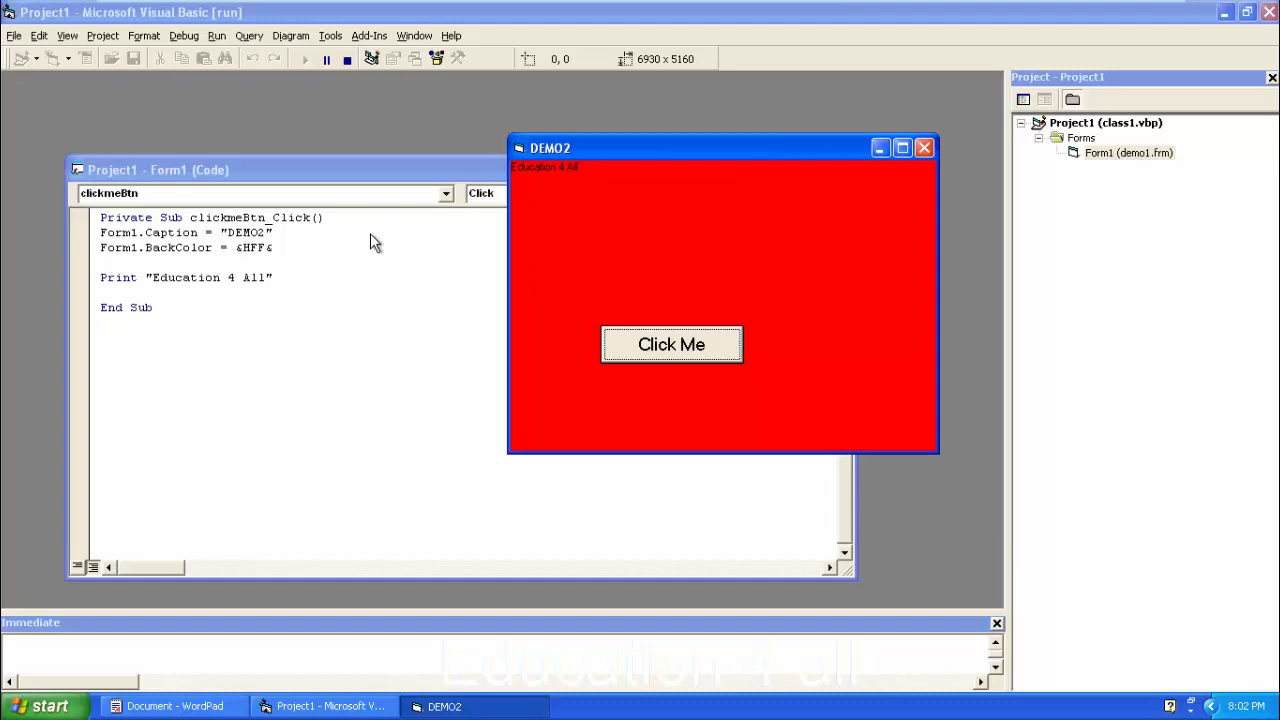 Project1 - Microsoft Visual Basic [run]
File Edit View Project Format Debug Run Query Diagram Tools Add-Ins Window Help
0, 0 6930 x 5160
Project - Project1
Project1 (class1.vbp)
Forms
Form1 (demo1.frm)
Project1 - Form1 (Code)
clickmeBtn Click
Private Sub clickmeBtn_Click()
Form1.Caption = "DEMO2"
Form1.BackColor = &HFF&
Print "Education 4 All"
End Sub
DEMO2
Education 4 All
Click Me
Immediate
Education 4 all
start Document - WordPad Project1 - Microsoft V... DEMO2 8:02 PM